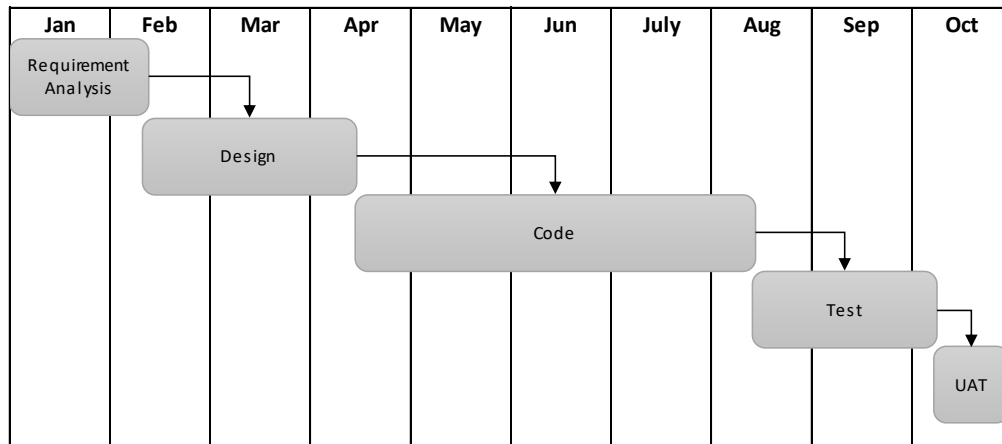 Jan Feb Mar Apr May Jun July Aug Sep Oct
Requirement
Analysis
Design
Code
Test
UAT